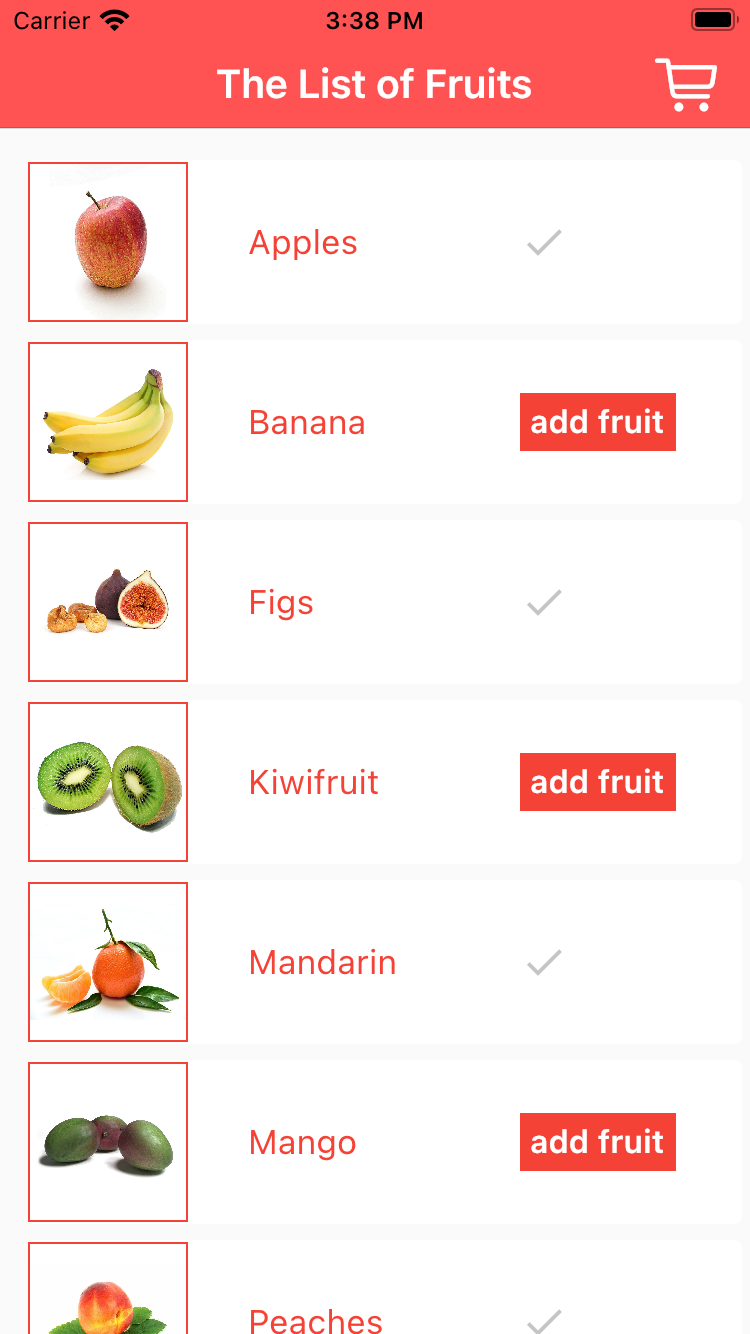 Carrier 3:38 PM
The List of Fruits
Apples
Banana add fruit
Figs
Kiwifruit add fruit
Mandarin
Mango add fruit
Peaches